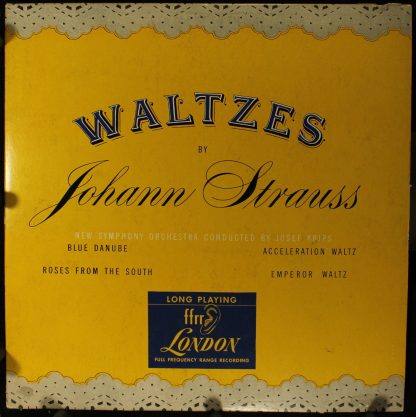 WALTZES
BY
Johann Strauss
NEW SYMPHONY ORCHESTRA CONDUCTED BY JOSEF KRIPS
BLUE DANUBE
ACCELERATION WALTZ
ROSES FROM THE SOUTH
EMPEROR WALTZ
LONG PLAYING
ffrr
LONDON
FULL FREQUENCY RANGE RECORDING